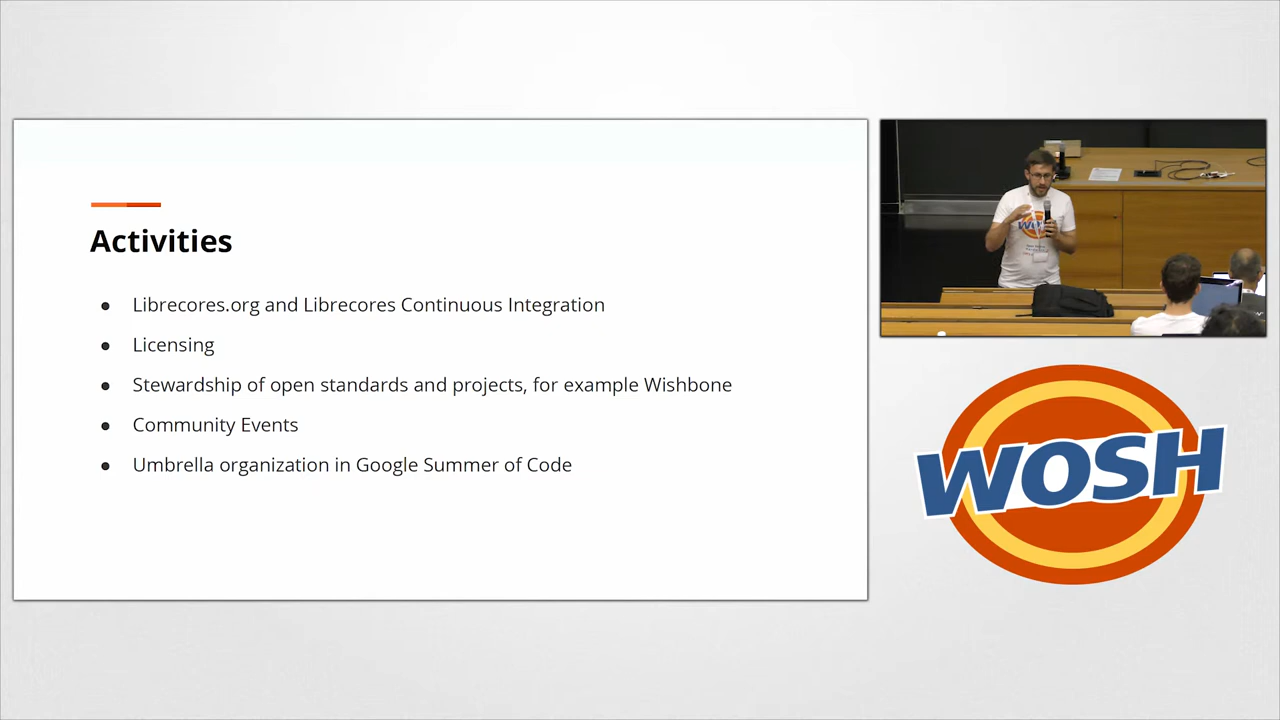 Activities
● Librecores.org and Librecores Continuous Integration
● Licensing
● Stewardship of open standards and projects, for example Wishbone
● Community Events
● Umbrella organization in Google Summer of Code
WOSH
WOSH